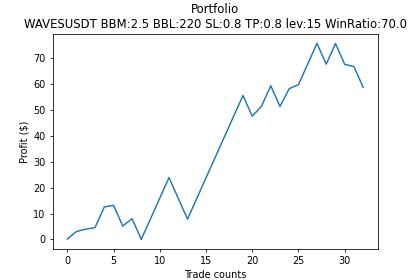 Portfolio
WAVESUSDT BBM:2.5 BBL:220 SL:0.8 TP:0.8 lev:15 WinRatio:70.0
Profit ($)
70
60
50
40
30
20
10
0
0 5 10 15 20 25 30
Trade counts